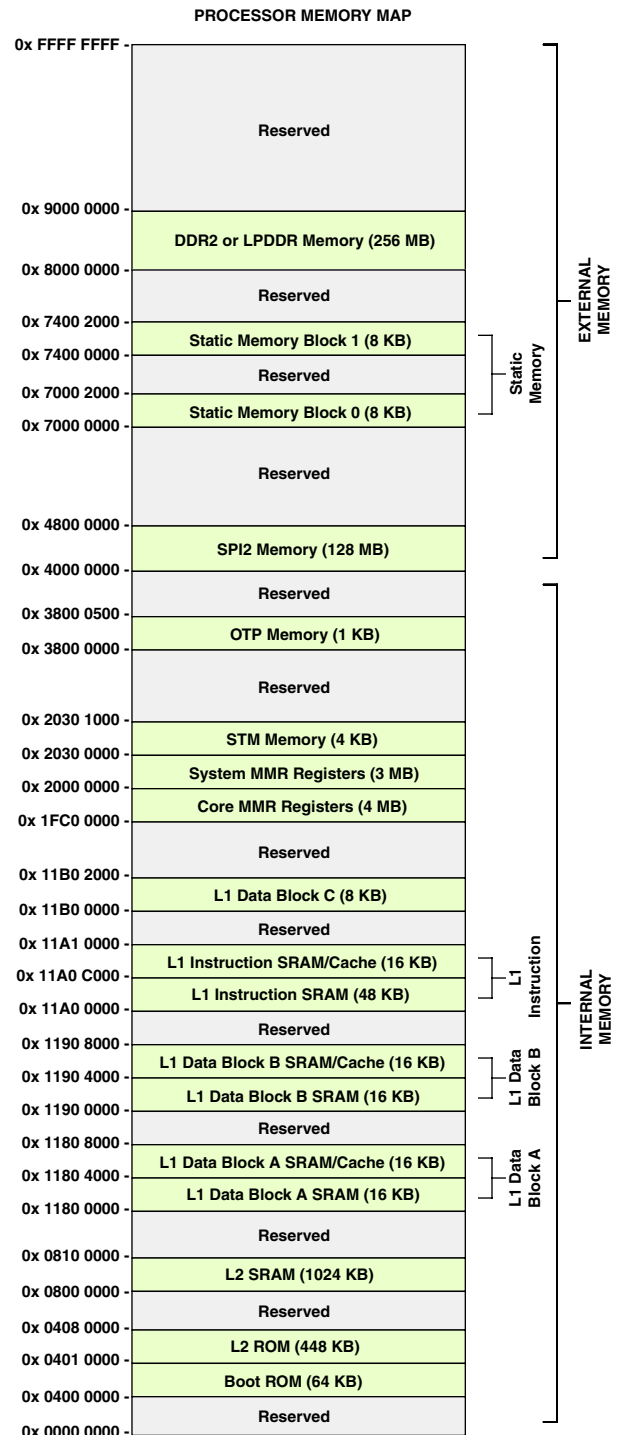 PROCESSOR MEMORY MAP
0x FFFF FFFF -
Reserved
0x 9000 0000 -
DDR2 or LPDDR Memory (256 MB)
0x 8000 0000 -
Reserved
0x 7400 2000 -
Static Memory Block 1 (8 KB)
0x 7400 0000 -
Reserved
0x 7000 2000 -
Static Memory Block 0 (8 KB)
0x 7000 0000 -
Static
Memory
Reserved
0x 4800 0000 -
SPI2 Memory (128 MB)
0x 4000 0000 -
EXTERNAL
MEMORY
Reserved
0x 3800 0500 -
OTP Memory (1 KB)
0x 3800 0000 -
Reserved
0x 2030 1000 -
STM Memory (4 KB)
0x 2030 0000 -
System MMR Registers (3 MB)
0x 2000 0000 -
Core MMR Registers (4 MB)
0x 1FC0 0000 -
Reserved
0x 11B0 2000 -
L1 Data Block C (8 KB)
0x 11B0 0000 -
Reserved
0x 11A1 0000 -
L1 Instruction SRAM/Cache (16 KB)
0x 11A0 C000 -
L1 Instruction SRAM (48 KB)
0x 11A0 0000 -
L1
Instruction
Reserved
0x 1190 8000 -
L1 Data Block B SRAM/Cache (16 KB)
0x 1190 4000 -
L1 Data Block B SRAM (16 KB)
0x 1190 0000 -
L1 Data
Block B
Reserved
0x 1180 8000 -
L1 Data Block A SRAM/Cache (16 KB)
0x 1180 4000 -
L1 Data Block A SRAM (16 KB)
0x 1180 0000 -
L1 Data
Block A
Reserved
0x 0810 0000 -
L2 SRAM (1024 KB)
0x 0800 0000 -
Reserved
0x 0408 0000 -
L2 ROM (448 KB)
0x 0401 0000 -
Boot ROM (64 KB)
0x 0400 0000 -
Reserved
0x 0000 0000 -
INTERNAL
MEMORY